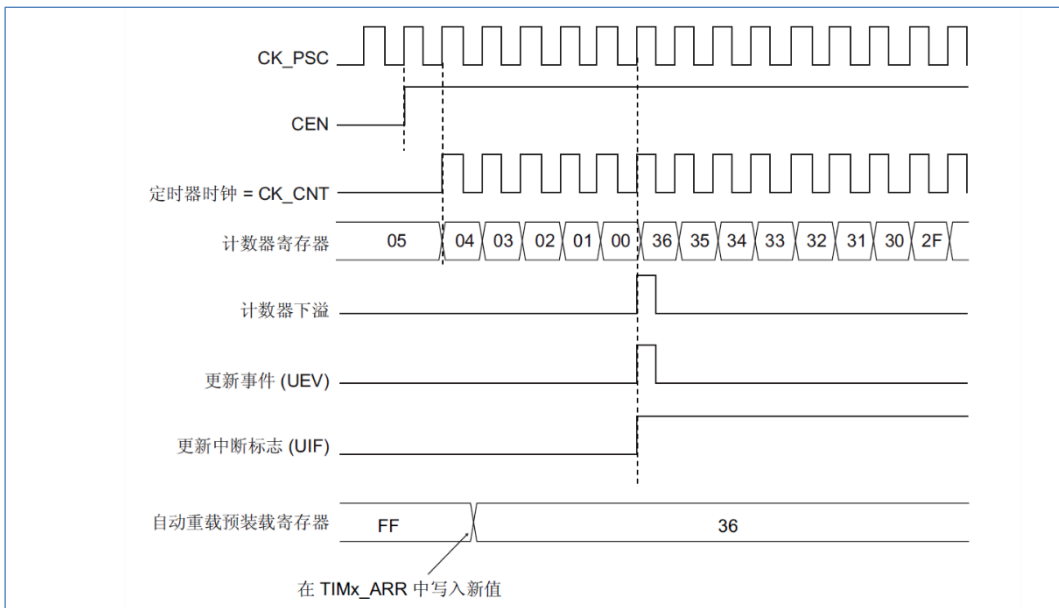 CK_PSC
CEN
定时器时钟 = CK_CNT
计数器寄存器 05 04 03 02 01 00 36 35 34 33 32 31 30 2F
计数器下溢
更新事件 (UEV)
更新中断标志 (UIF)
自动重载预装载寄存器 FF 36
在 TIMx_ARR 中写入新值